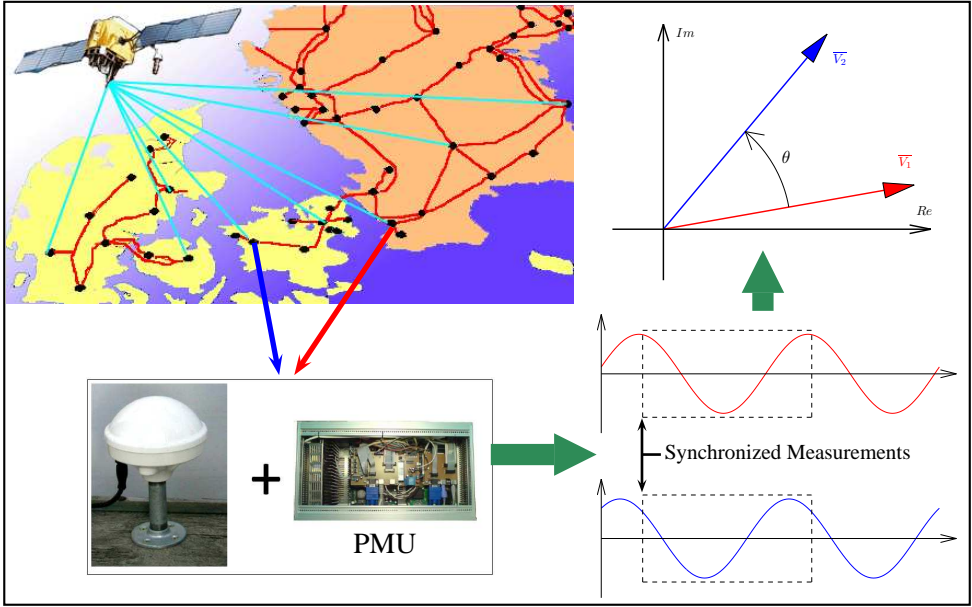 Im
V₂
θ
V₁
Re
Synchronized Measurements
+
PMU